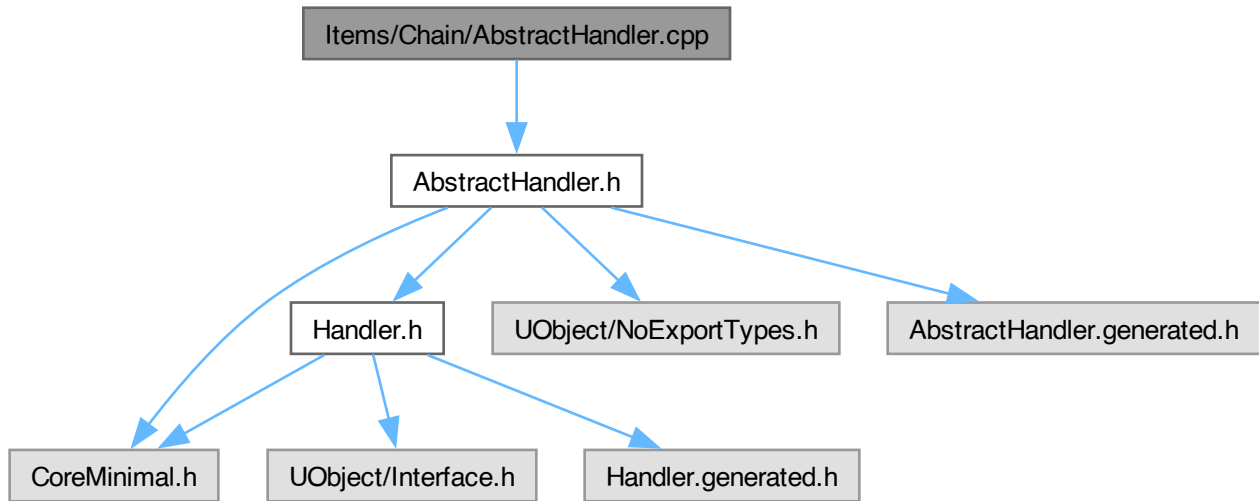 Items/Chain/AbstractHandler.cpp
AbstractHandler.h
Handler.h
UObject/NoExportTypes.h
AbstractHandler.generated.h
CoreMinimal.h
UObject/Interface.h
Handler.generated.h